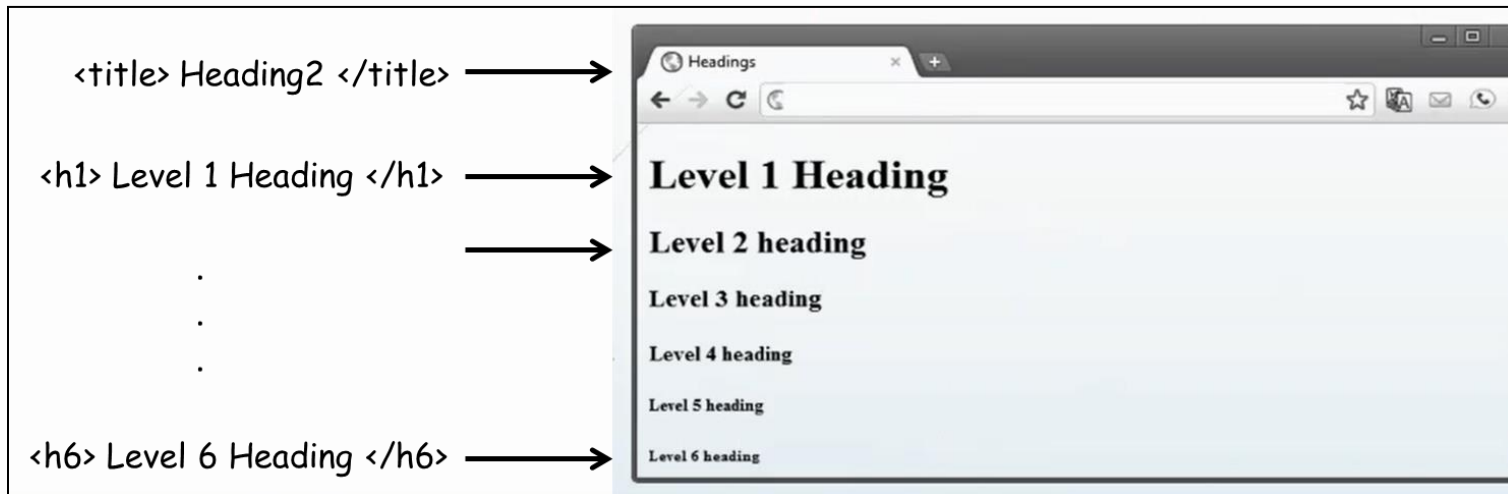 <title> Heading2 </title>
Headings
<h1> Level 1 Heading </h1>
Level 1 Heading
Level 2 heading
.
Level 3 heading
.
Level 4 heading
.
Level 5 heading
<h6> Level 6 Heading </h6>
Level 6 heading